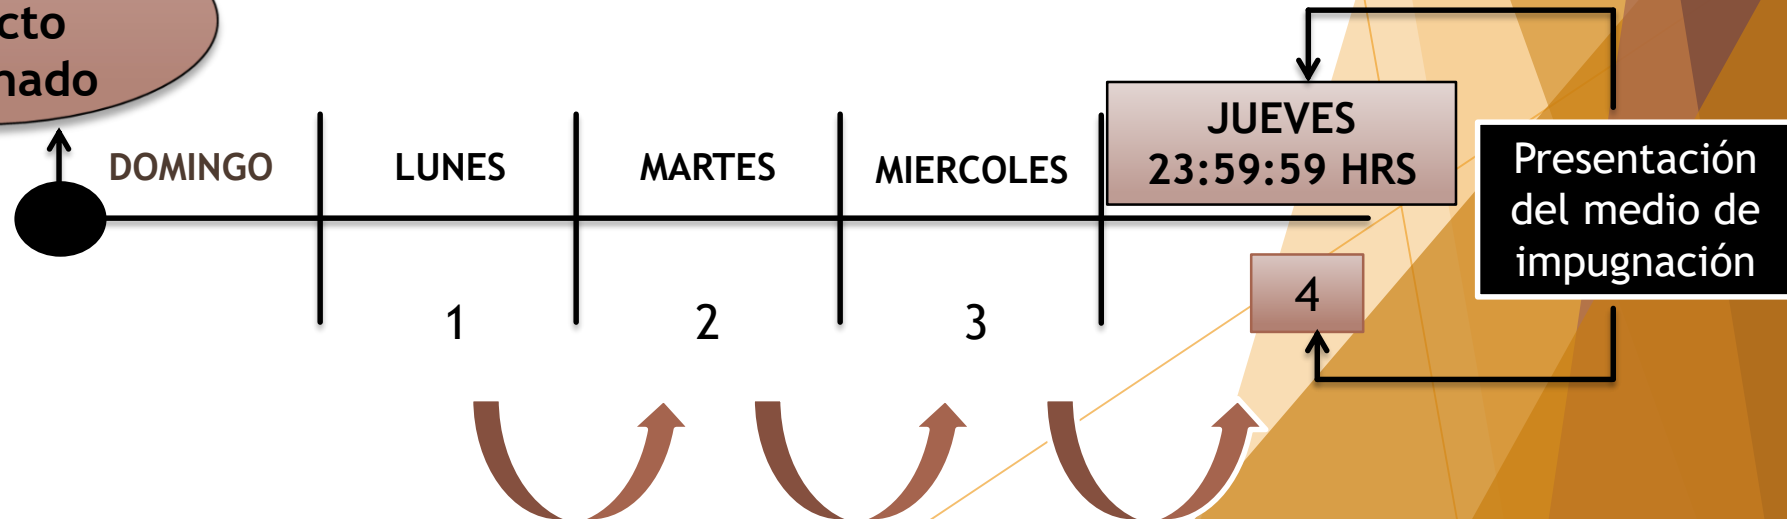 cto
nado
DOMINGO
LUNES
MARTES
MIERCOLES
JUEVES
23:59:59 HRS
Presentación
del medio de
impugnación
1
2
3
4